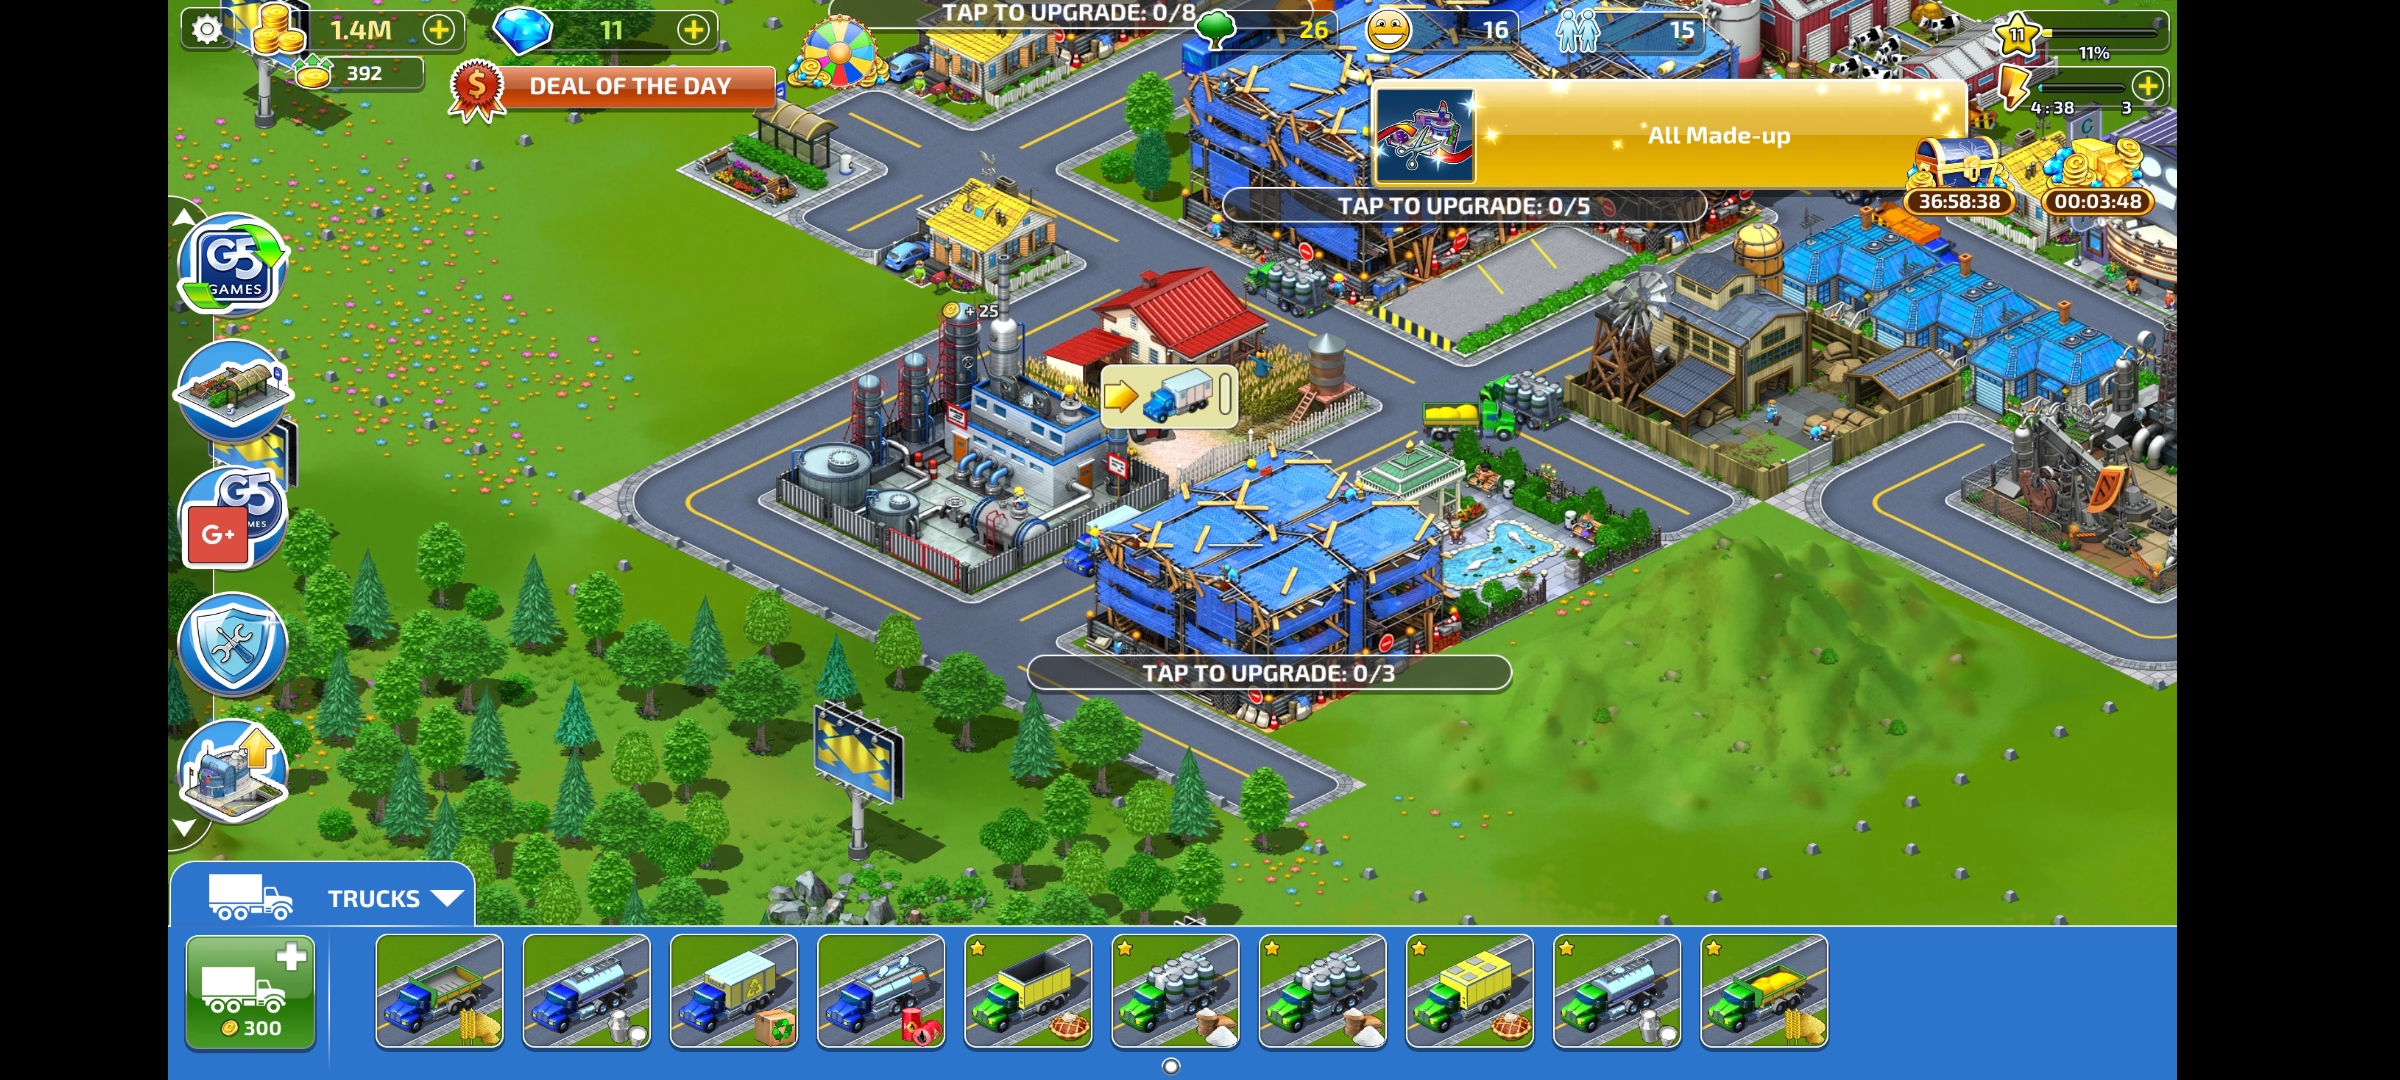 TAP TO UPGRADE: 0/8
1.4M
11
26
16
15
11
11%
392
DEAL OF THE DAY
4:38
3
All Made-up
36:58:38
00:03:48
TAP TO UPGRADE: 0/5
G5
GAMES
+25
G5
MES
G+
TAP TO UPGRADE: 0/3
TRUCKS
300